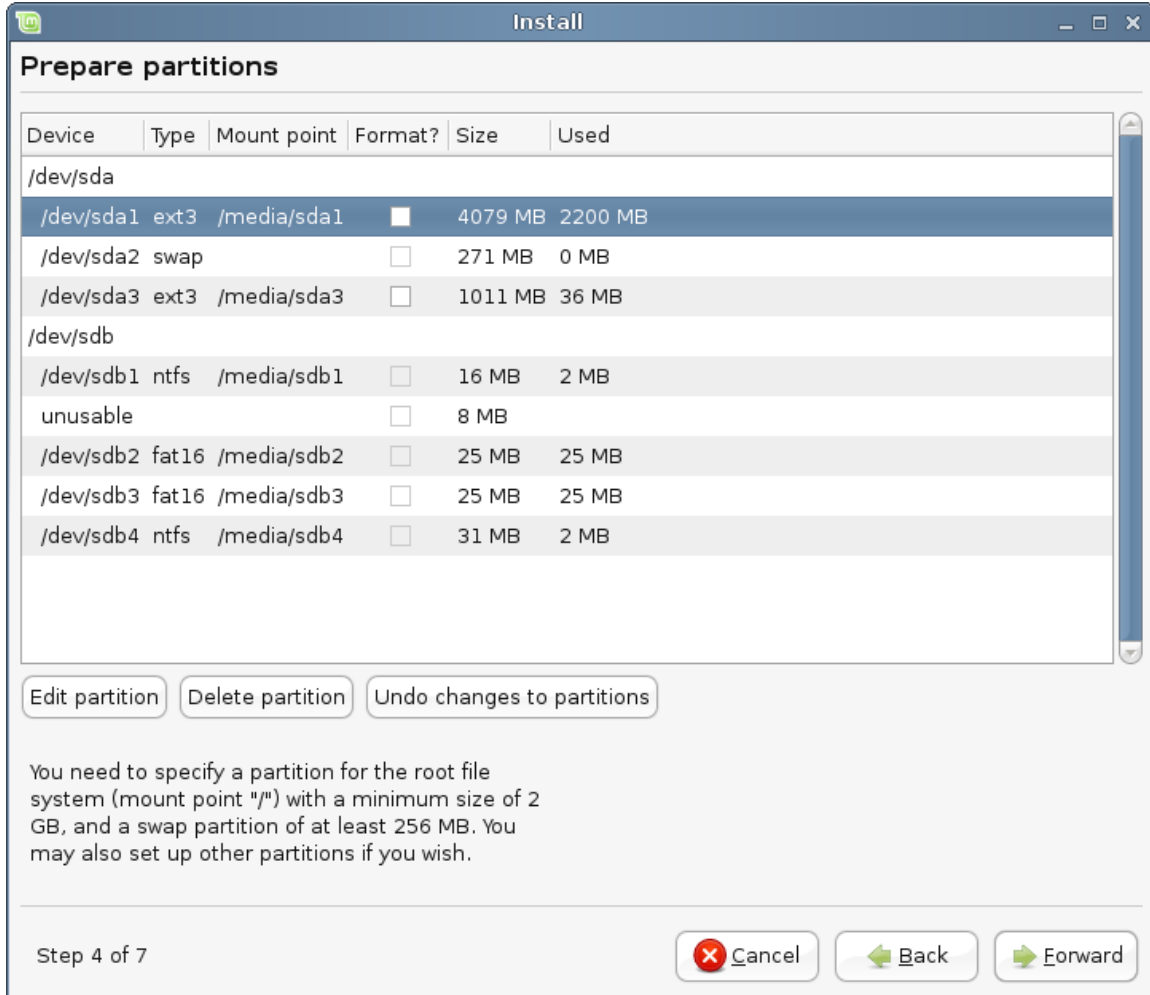 Install
Prepare partitions
Device Type Mount point Format? Size Used
/dev/sda
/dev/sda1 ext3 /media/sda1 4079 MB 2200 MB
/dev/sda2 swap 271 MB 0 MB
/dev/sda3 ext3 /media/sda3 1011 MB 36 MB
/dev/sdb
/dev/sdb1 ntfs /media/sdb1 16 MB 2 MB
unusable 8 MB
/dev/sdb2 fat16 /media/sdb2 25 MB 25 MB
/dev/sdb3 fat16 /media/sdb3 25 MB 25 MB
/dev/sdb4 ntfs /media/sdb4 31 MB 2 MB
Edit partition Delete partition Undo changes to partitions
You need to specify a partition for the root file
system (mount point "/") with a minimum size of 2
GB, and a swap partition of at least 256 MB. You
may also set up other partitions if you wish.
Step 4 of 7 Cancel Back Forward